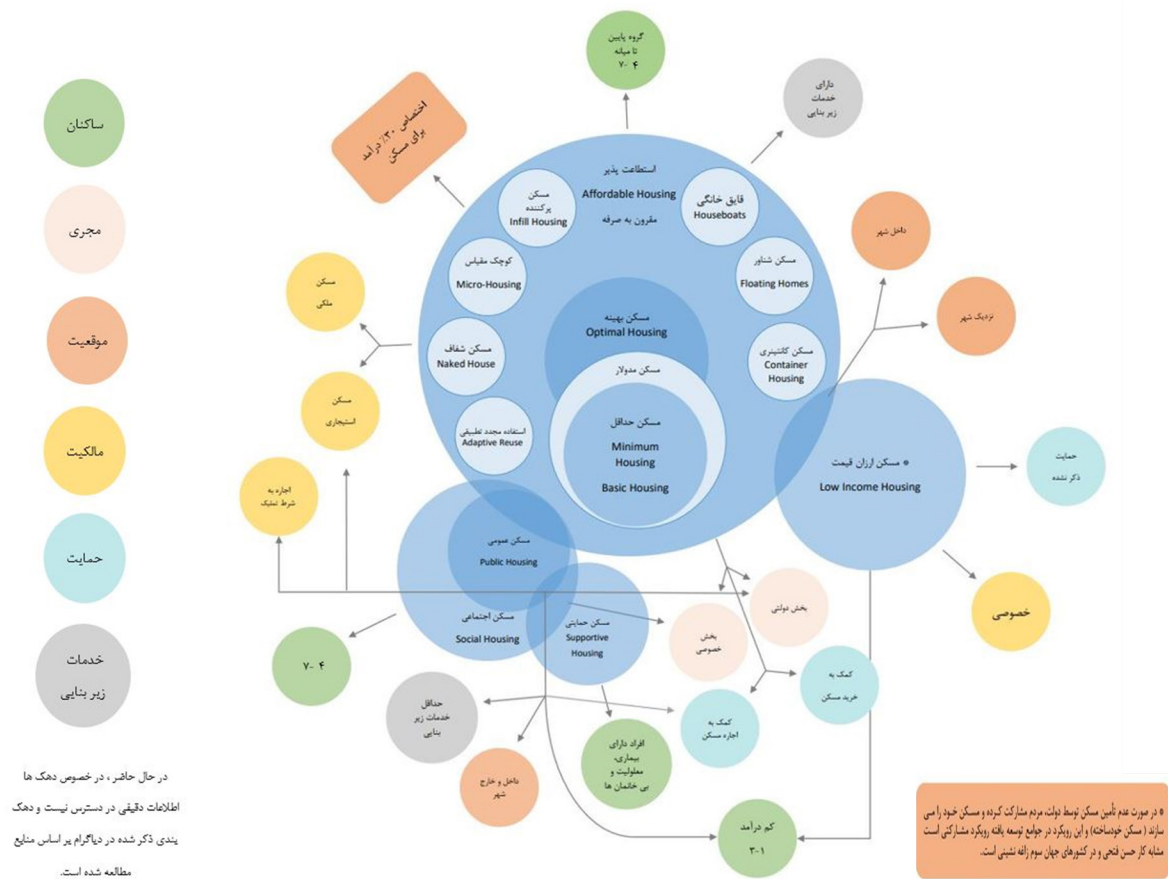 ساکنان
مجری
موقعیت
مالکیت
حمایت
خدمات
زیر بنایی
در حال حاضر ، در خصوص دهک ها
اطلاعات دقیقی در دسترس نیست و دهک
بندی ذکر شده در دیاگرام بر اساس منابع
مطالعه شده است.
گروه پایین
تا میانه
۷- ۴
دارای
خدمات
زیر بنایی
اختصاص ۳۰٪ درآمد
برای مسکن
استطاعت پذیر
Affordable Housing
مقرون به صرفه
مسکن
پرکننده
Infill Housing
قایق خانگی
Houseboats
کوچک مقیاس
Micro-Housing
مسکن شناور
Floating Homes
مسکن شفاف
Naked House
مسکن کانتینری
Container
Housing
استفاده مجدد تطبیقی
Adaptive Reuse
مسکن بهینه
Optimal Housing
مسکن مدولار
مسکن حداقل
Minimum
Housing
Basic Housing
داخل شهر
نزدیک شهر
مسکن
ملکی
مسکن
استیجاری
اجاره به
شرط تملیک
* مسکن ارزان قیمت
Low Income Housing
حمایت
ذکر نشده
خصوصی
مسکن عمومی
Public Housing
مسکن اجتماعی
Social Housing
مسکن حمایتی
Supportive
Housing
بخش دولتی
بخش
خصوصی
۷- ۴
کمک به
خرید مسکن
کمک به
اجاره مسکن
حداقل
خدمات زیر
بنایی
داخل و خارج
شهر
افراد دارای
بیماری،
معلولیت و
بی خانمان ها
کم درآمد
۳-۱
* در صورت عدم تأمین مسکن توسط دولت، مردم مشارکت کرده و مسکن خود را می
سازند ( مسکن خودساخته) و این رویکرد در جوامع توسعه یافته رویکرد مشارکتی است
مشابه کار حسن فتحی و در کشورهای جهان سوم زاغه نشینی است.